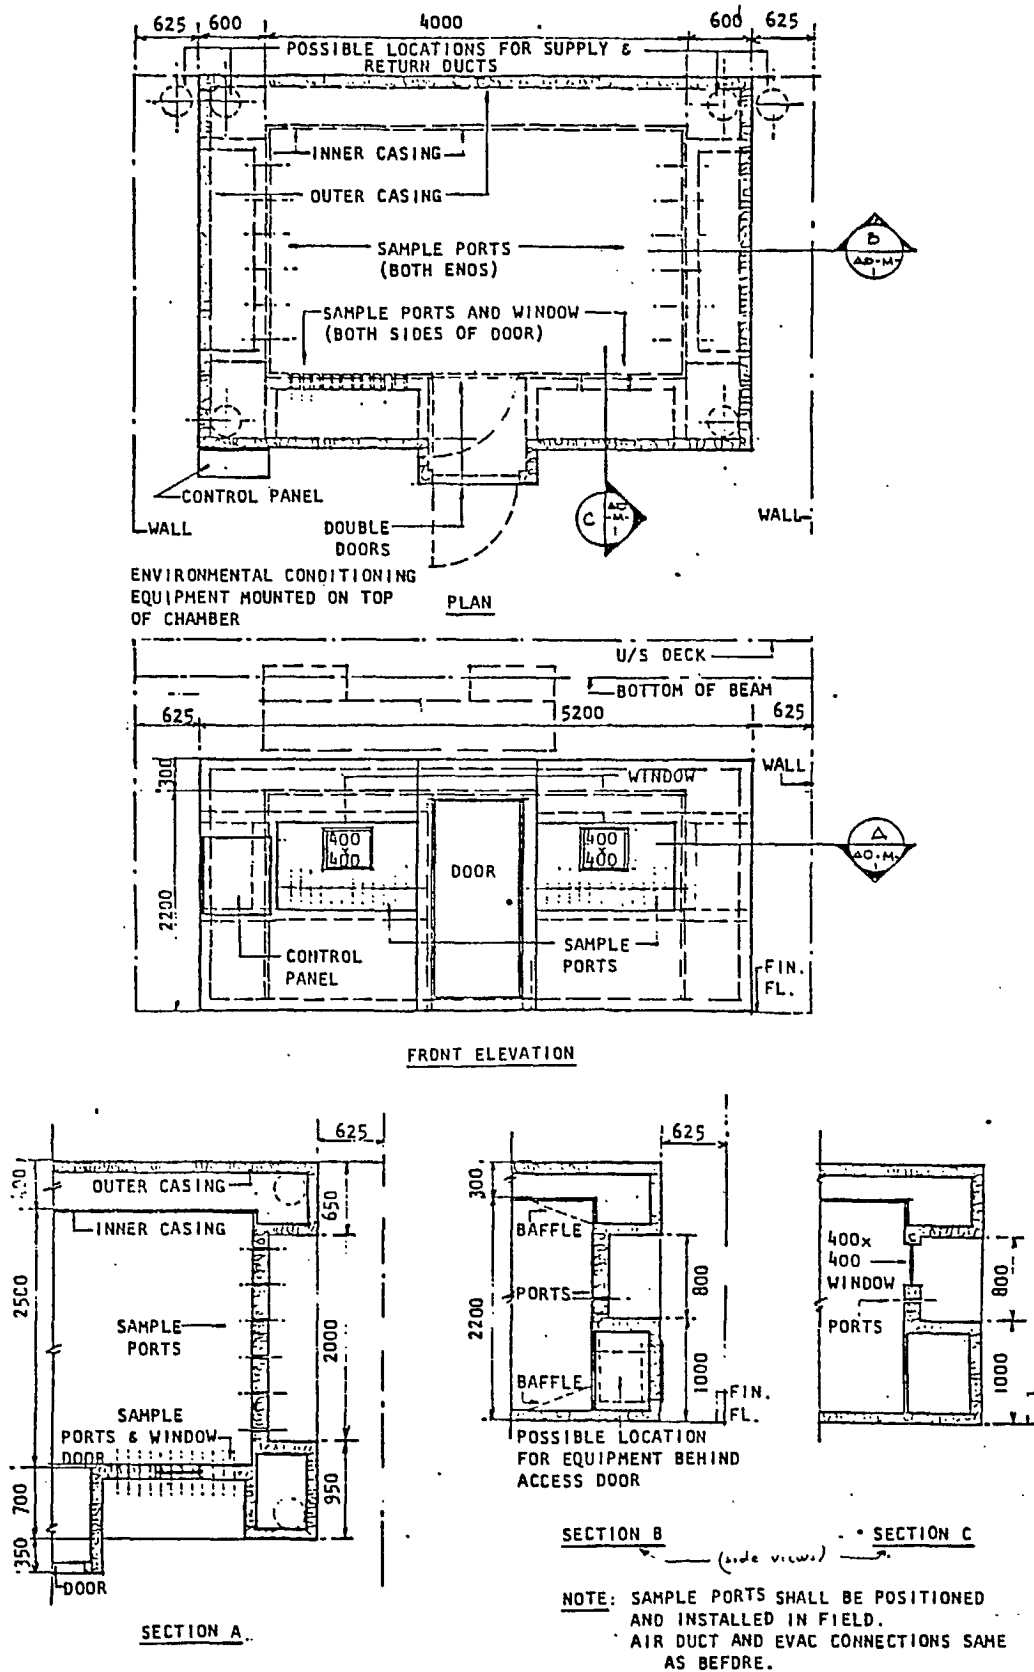 625 600 4000 600 625
POSSIBLE LOCATIONS FOR SUPPLY &
RETURN DUCTS
INNER CASING
OUTER CASING
SAMPLE PORTS
(BOTH ENDS)
SAMPLE PORTS AND WINDOW
(BOTH SIDES OF DOOR)
B
AD-M-
1
CONTROL PANEL
WALL
DOUBLE
DOORS
C
AD-M-
1
WALL
ENVIRONMENTAL CONDITIONING
EQUIPMENT MOUNTED ON TOP
OF CHAMBER
PLAN
U/S DECK
BOTTOM OF BEAM
625 5200 625
300
WINDOW
WALL
400
x
400
400
x
400
DOOR
A
AD-M-
1
2200
CONTROL
PANEL
SAMPLE
PORTS
FIN.
FL.
FRONT ELEVATION
625
OUTER CASING
650
INNER CASING
2500
SAMPLE
PORTS
2000
SAMPLE
PORTS & WINDOW
DOOR
700
950
350
DOOR
SECTION A
625
300
BAFFLE
PORTS
800
2200
BAFFLE
1000
FIN.
FL.
POSSIBLE LOCATION
FOR EQUIPMENT BEHIND
ACCESS DOOR
SECTION B
400x
400
WINDOW
PORTS
800
1000
SECTION C
(side views)
NOTE: SAMPLE PORTS SHALL BE POSITIONED
AND INSTALLED IN FIELD.
AIR DUCT AND EVAC CONNECTIONS SAME
AS BEFORE.